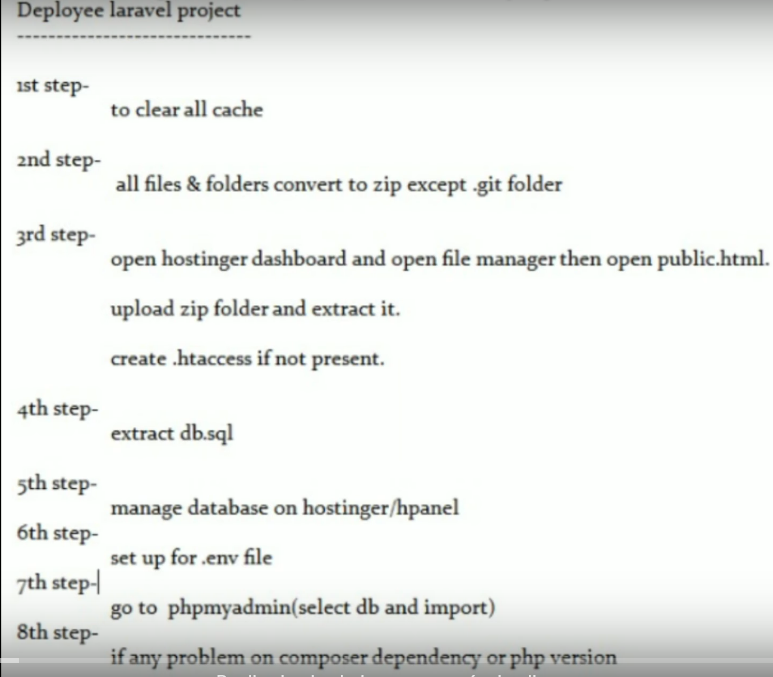 Deployee laravel project
------------------------------
1st step-
to clear all cache
2nd step-
all files & folders convert to zip except .git folder
3rd step-
open hostinger dashboard and open file manager then open public.html.
upload zip folder and extract it.
create .htaccess if not present.
4th step-
extract db.sql
5th step-
manage database on hostinger/hpanel
6th step-
set up for .env file
7th step-
go to phpmyadmin(select db and import)
8th step-
if any problem on composer dependency or php version